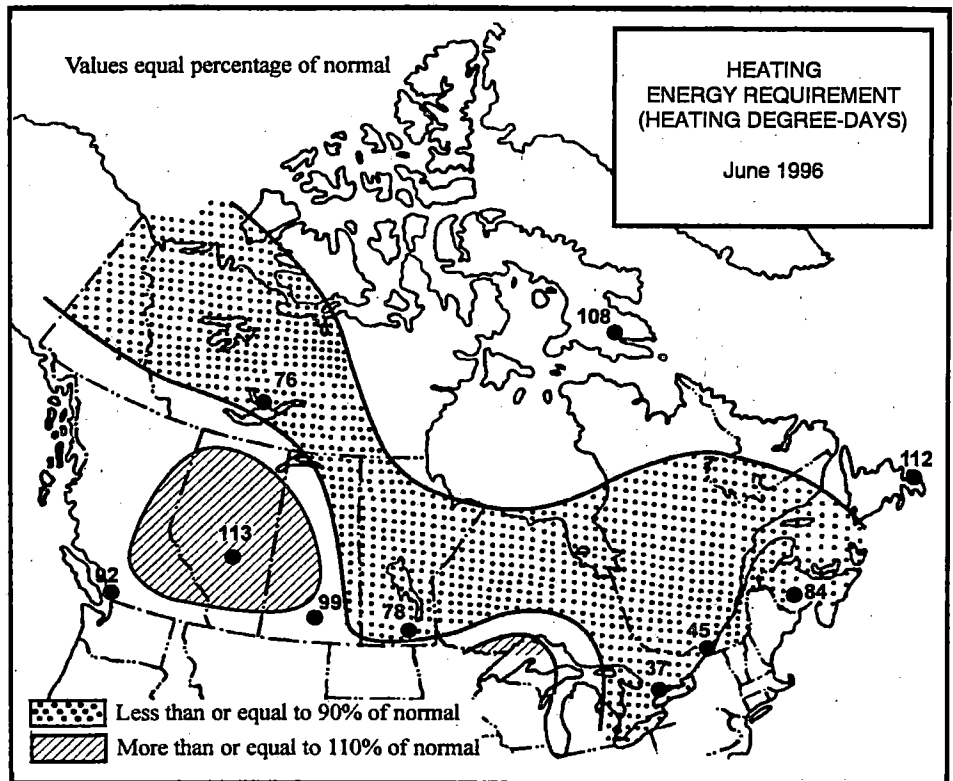 Values equal percentage of normal
HEATING
ENERGY REQUIREMENT
(HEATING DEGREE-DAYS)
June 1996
108
76
112
113
92
99
78
84
45
37
Less than or equal to 90% of normal
More than or equal to 110% of normal